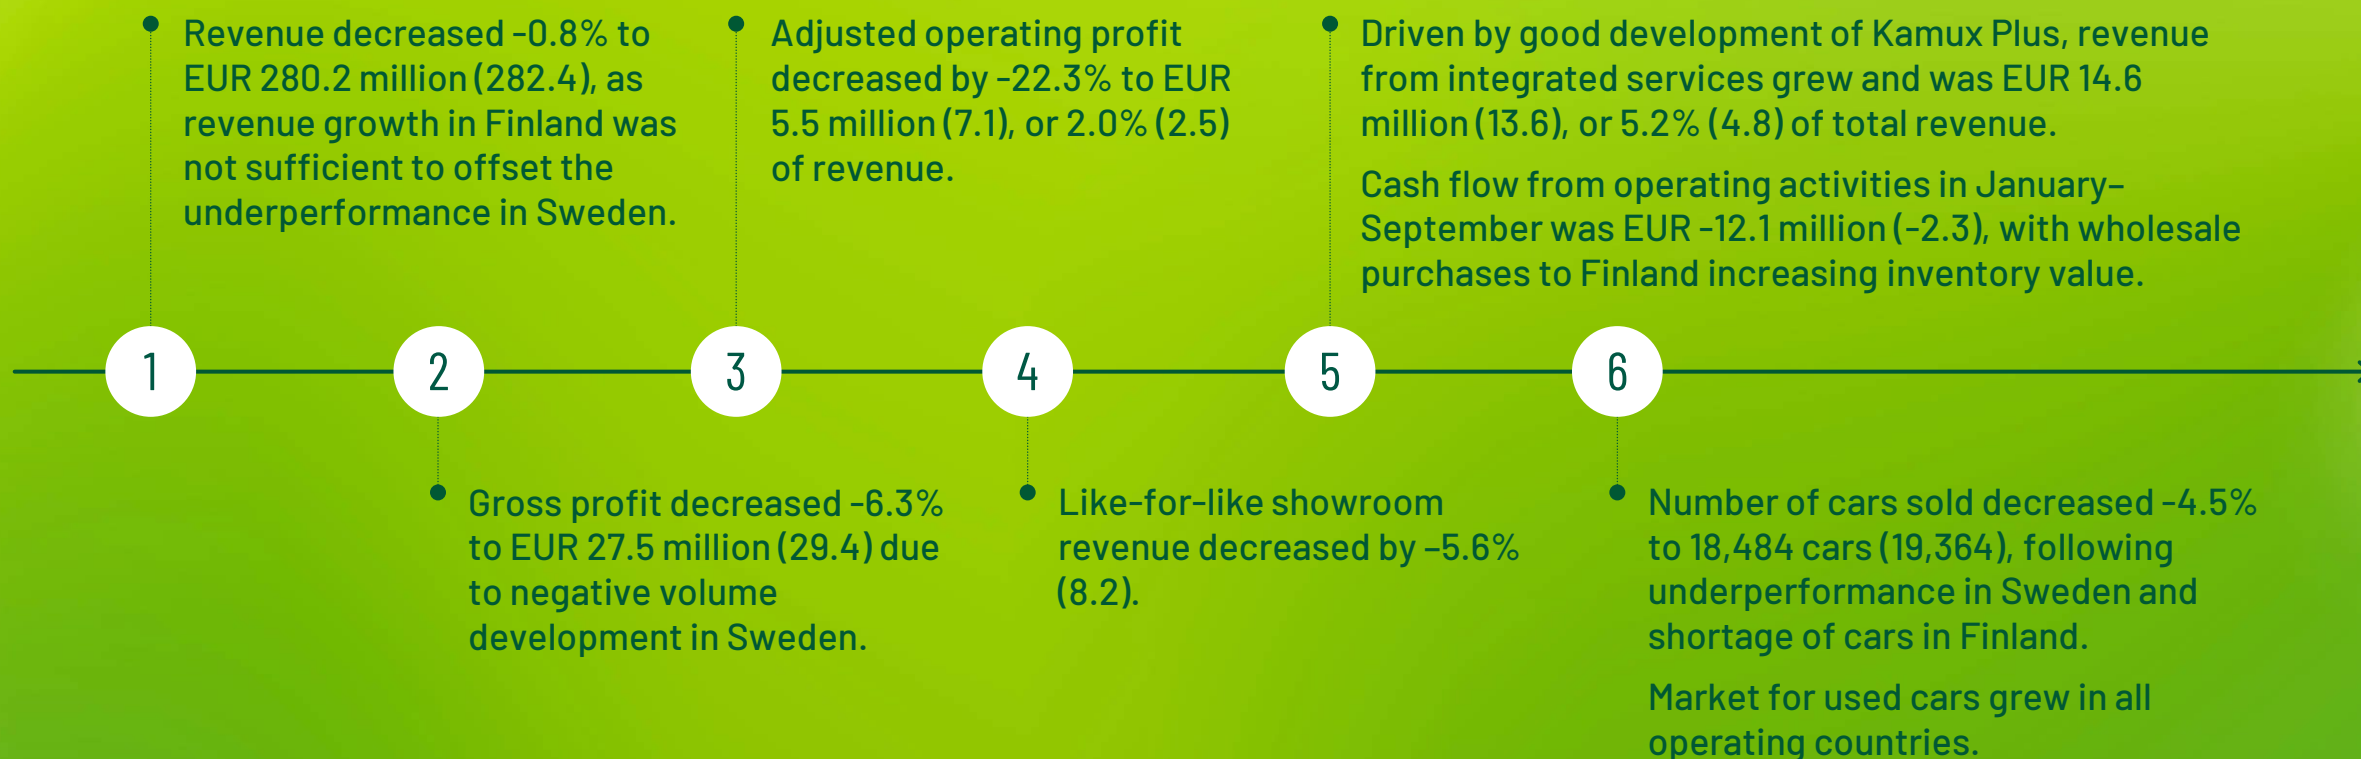 Revenue decreased -0.8% to
EUR 280.2 million (282.4), as
revenue growth in Finland was
not sufficient to offset the
underperformance in Sweden.
Adjusted operating profit
decreased by -22.3% to EUR
5.5 million (7.1), or 2.0% (2.5)
of revenue.
Driven by good development of Kamux Plus, revenue
from integrated services grew and was EUR 14.6
million (13.6), or 5.2% (4.8) of total revenue.
Cash flow from operating activities in January–
September was EUR -12.1 million (-2.3), with wholesale
purchases to Finland increasing inventory value.
1
2
3
4
5
6
Gross profit decreased -6.3%
to EUR 27.5 million (29.4) due
to negative volume
development in Sweden.
Like-for-like showroom
revenue decreased by –5.6%
(8.2).
Number of cars sold decreased -4.5%
to 18,484 cars (19,364), following
underperformance in Sweden and
shortage of cars in Finland.
Market for used cars grew in all
operating countries.